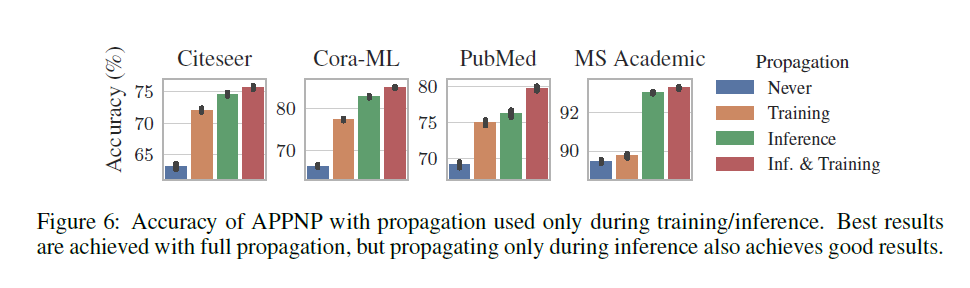 Citeseer Cora-ML PubMed MS Academic
Accuracy (%)
75
70
65
80
70
80
75
70
92
90
Propagation
Never
Training
Inference
Inf. & Training
Figure 6: Accuracy of APPNP with propagation used only during training/inference. Best results
are achieved with full propagation, but propagating only during inference also achieves good results.